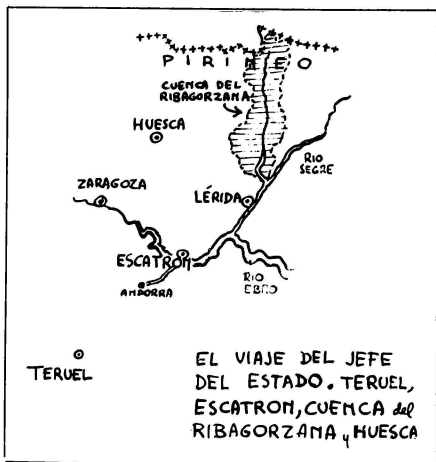 PIRINEO
CUENCA DEL
RIBAGORZANA
HUESCA
RIO
SEGRE
ZARAGOZA
LÉRIDA
ESCATRON
ANDORRA
RIO
EBRO
TERUEL
EL VIAJE DEL JEFE
DEL ESTADO. TERUEL,
ESCATRON, CUENCA del
RIBAGORZANA y HUESCA